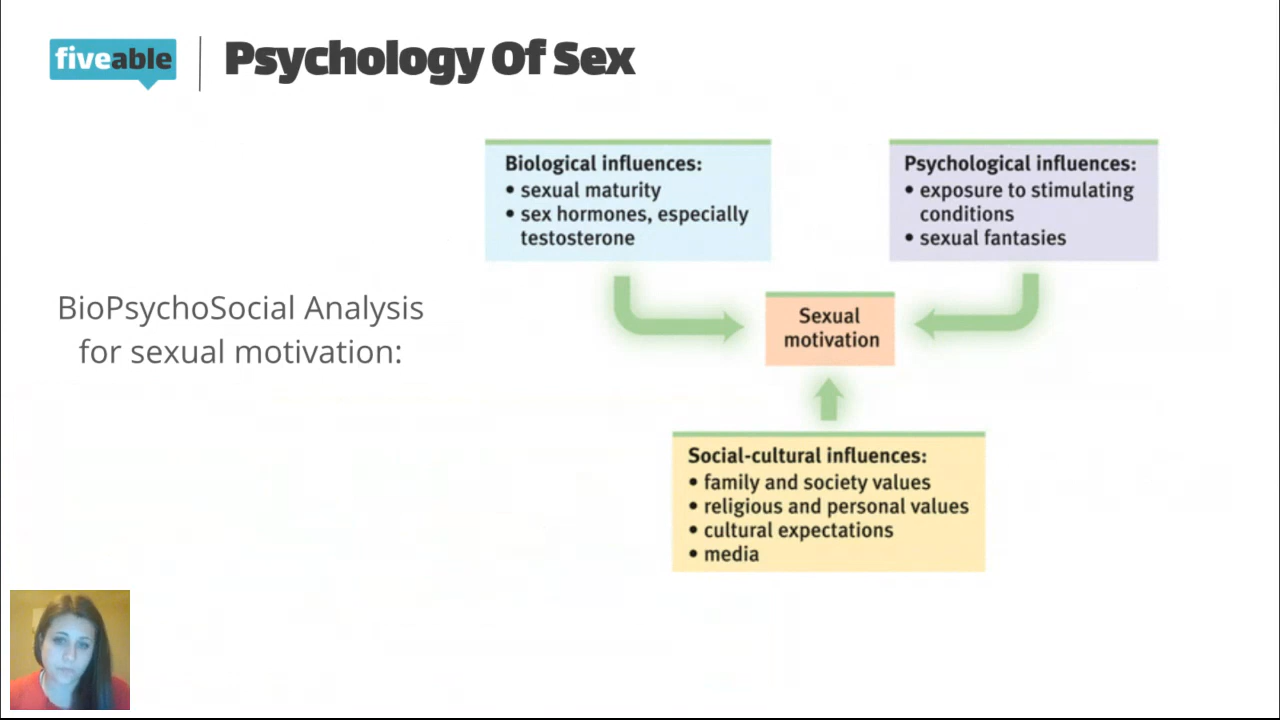 fiveable
Psychology Of Sex
Biological influences:
• sexual maturity
• sex hormones, especially
testosterone
Psychological influences:
• exposure to stimulating
conditions
• sexual fantasies
BioPsychoSocial Analysis
for sexual motivation:
Sexual
motivation
Social-cultural influences:
• family and society values
• religious and personal values
• cultural expectations
• media